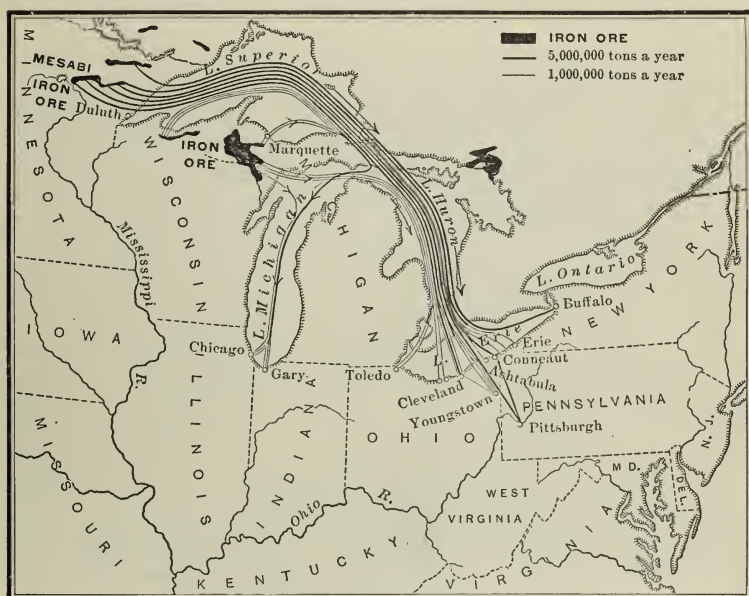 IRON ORE
5,000,000 tons a year
1,000,000 tons a year
MINNESOTA
MESABI
IRON
ORE
Duluth
L. Superior
IRON
ORE
Marquette
WISCONSIN
MICHIGAN
L. Michigan
L. Huron
L. Ontario
Buffalo
L. Erie
Erie
Conneaut
Ashtabula
NEW YORK
Mississippi
R.
IOWA
Chicago
Gary
Toledo
Cleveland
Youngstown
PENNSYLVANIA
Pittsburgh
N. J.
ILLINOIS
INDIANA
OHIO
MD.
DEL.
WEST
VIRGINIA
Ohio R.
MISSOURI
KENTUCKY
VIRGINIA